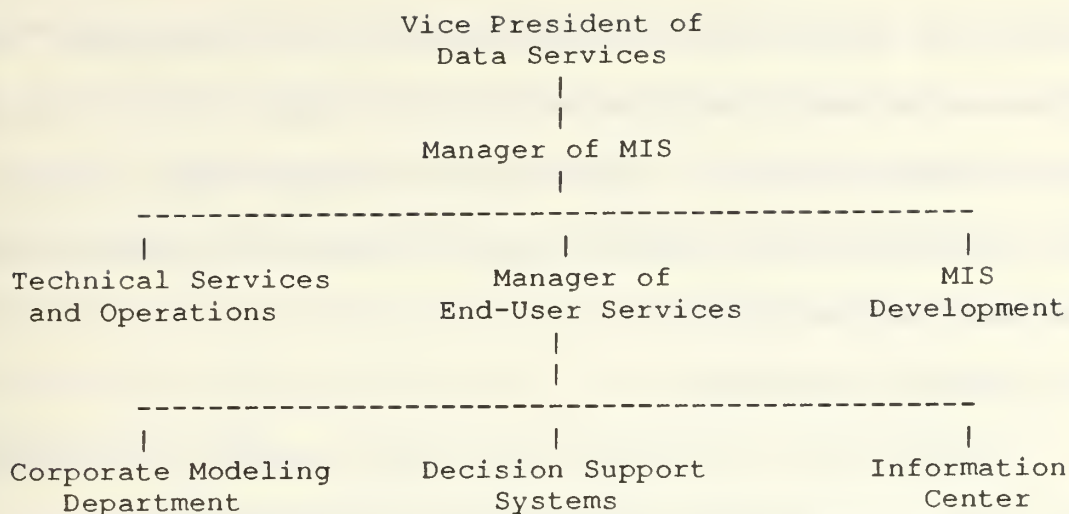 Vice President of
Data Services
Manager of MIS
Technical Services Manager of MIS
and Operations End-User Services Development
Corporate Modeling Decision Support Information
Department Systems Center